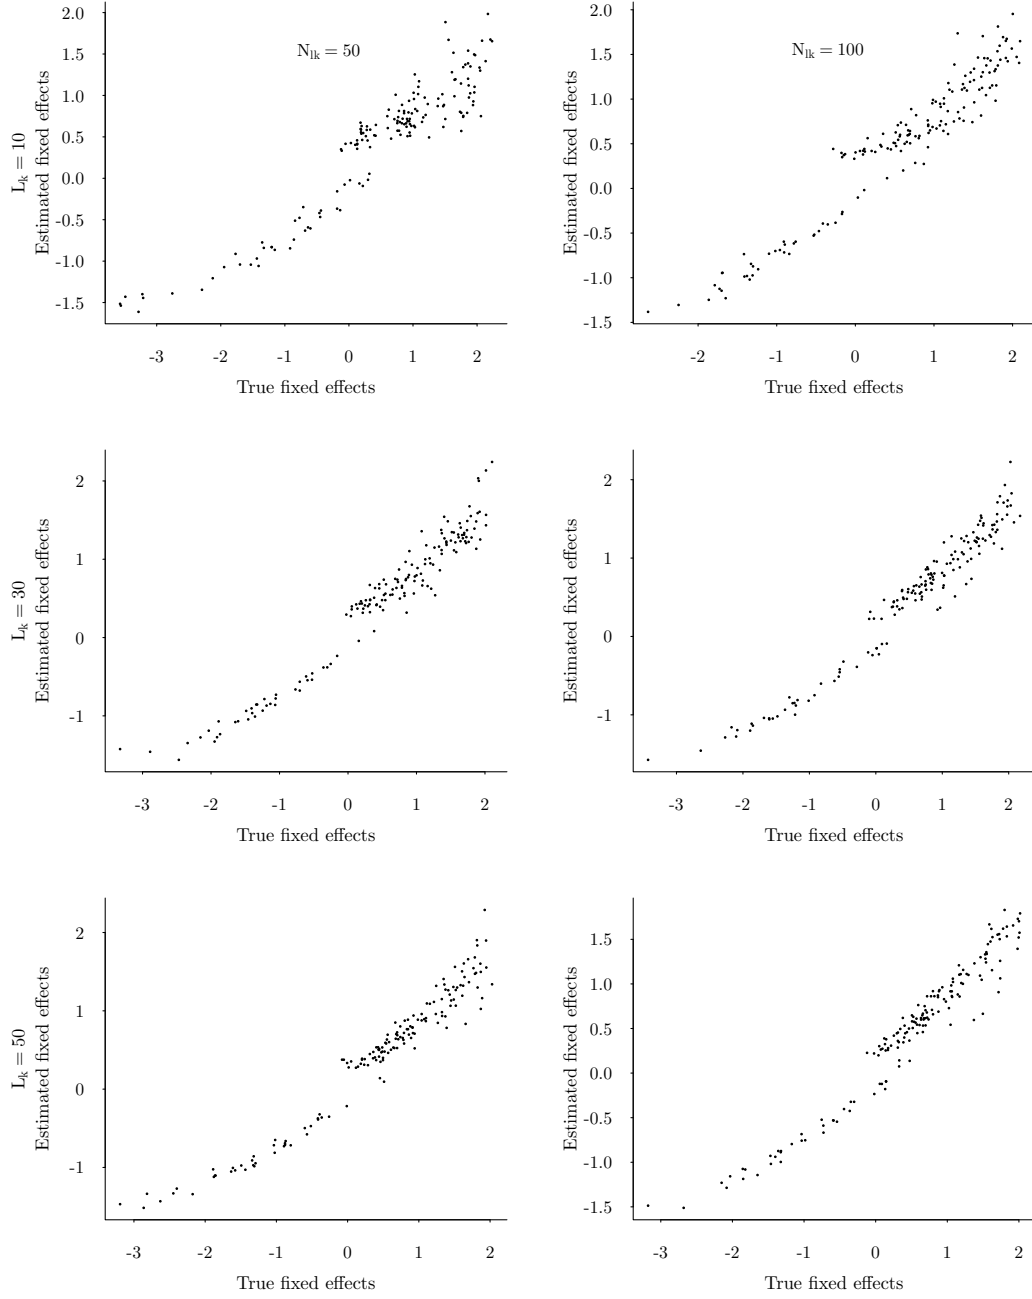 N_lk = 50
L_k = 10
Estimated fixed effects
2.0
1.5
1.0
0.5
0.0
-0.5
-1.0
-1.5
-3 -2 -1 0 1 2
True fixed effects
N_lk = 100
Estimated fixed effects
2.0
1.5
1.0
0.5
0.0
-0.5
-1.0
-1.5
-2 -1 0 1 2
True fixed effects
L_k = 30
Estimated fixed effects
2
1
0
-1
-3 -2 -1 0 1 2
True fixed effects
Estimated fixed effects
2
1
0
-1
-3 -2 -1 0 1 2
True fixed effects
L_k = 50
Estimated fixed effects
2
1
0
-1
-3 -2 -1 0 1 2
True fixed effects
Estimated fixed effects
1.5
1.0
0.5
0.0
-0.5
-1.0
-1.5
-3 -2 -1 0 1 2
True fixed effects